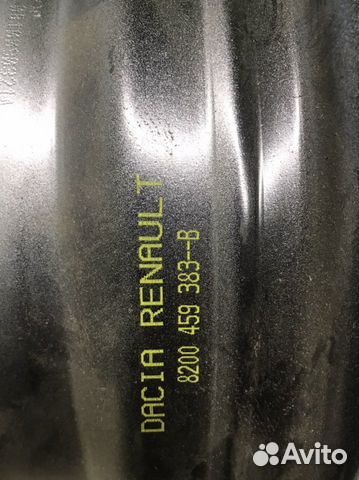 DACIA RENAULT
8200 459 383--B
Avito